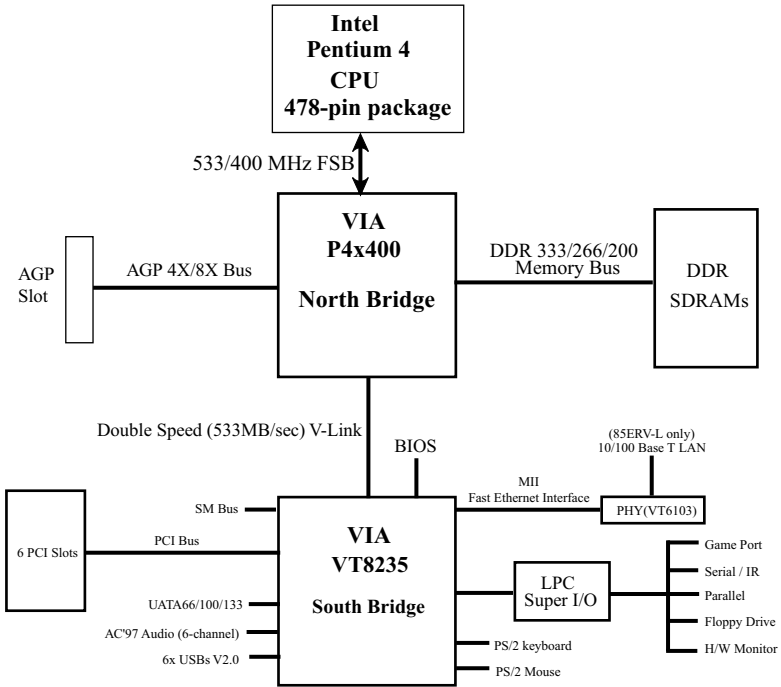 Intel
Pentium 4
CPU
478-pin package
533/400 MHz FSB
VIA
P4x400
North Bridge
AGP
Slot
AGP 4X/8X Bus
DDR 333/266/200
Memory Bus
DDR
SDRAMs
Double Speed (533MB/sec) V-Link
BIOS
(85ERV-L only)
10/100 Base T LAN
MII
Fast Ethernet Interface
PHY(VT6103)
SM Bus
VIA
VT8235
South Bridge
6 PCI Slots
PCI Bus
UATA66/100/133
AC'97 Audio (6-channel)
6x USBs V2.0
LPC
Super I/O
Game Port
Serial / IR
Parallel
Floppy Drive
H/W Monitor
PS/2 keyboard
PS/2 Mouse